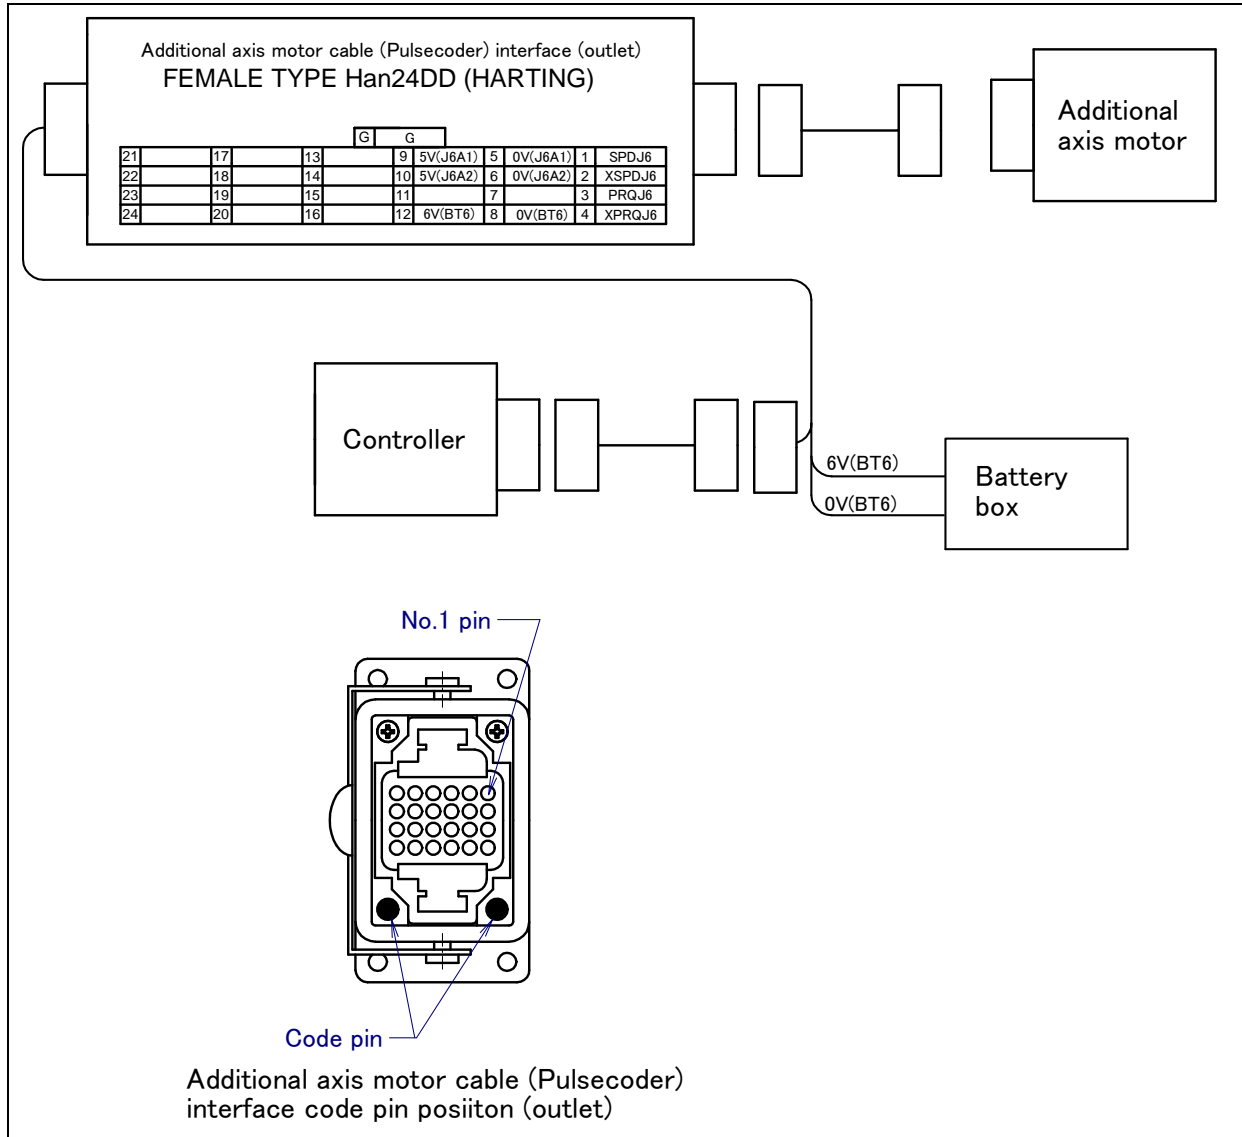 Additional axis motor cable (Pulsecoder) interface (outlet)
FEMALE TYPE Han24DD (HARTING)
G G
21 17 13 9 5V(J6A1) 5 0V(J6A1) 1 SPDJ6
22 18 14 10 5V(J6A2) 6 0V(J6A2) 2 XSPDJ6
23 19 15 11 7 3 PRQJ6
24 20 16 12 6V(BT6) 8 0V(BT6) 4 XPRQJ6
Additional
axis motor
Controller
6V(BT6)
0V(BT6)
Battery
box
No.1 pin
Code pin
Additional axis motor cable (Pulsecoder)
interface code pin posiiton (outlet)